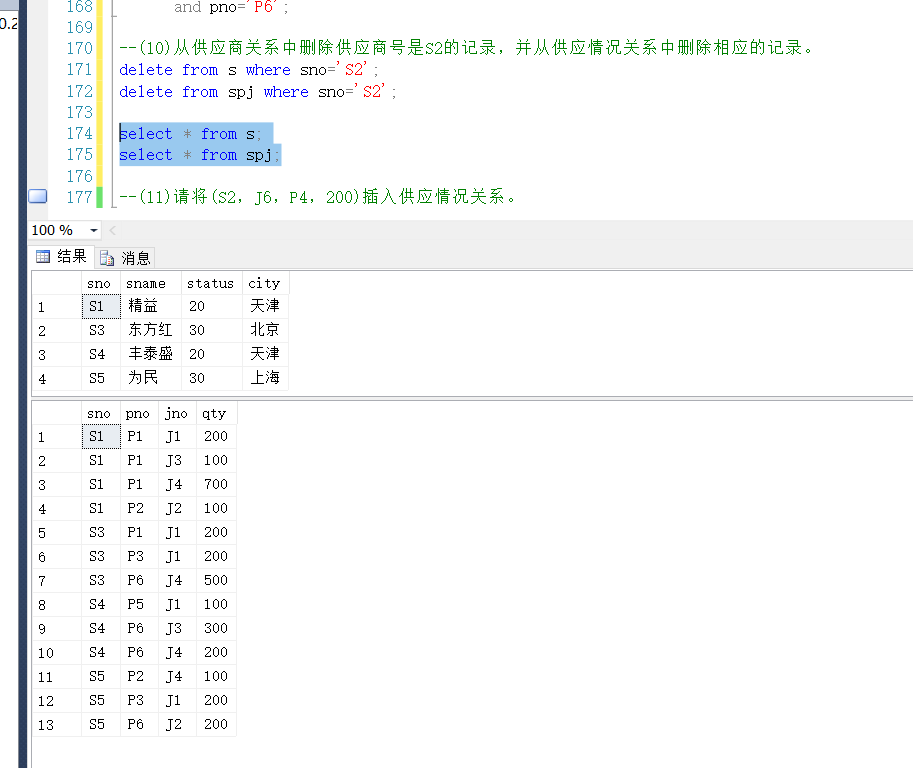 0.2
168 and pno='P6';
169
170 --(10)从供应商关系中删除供应商号是S2的记录，并从供应情况关系中删除相应的记录。
171 delete from s where sno='S2';
172 delete from spj where sno='S2';
173
174 select * from s;
175 select * from spj;
176
177 --(11)请将(S2，J6，P4，200)插入供应情况关系。
100 %
结果 消息
sno sname status city
1 S1 精益 20 天津
2 S3 东方红 30 北京
3 S4 丰泰盛 20 天津
4 S5 为民 30 上海
sno pno jno qty
1 S1 P1 J1 200
2 S1 P1 J3 100
3 S1 P1 J4 700
4 S1 P2 J2 100
5 S3 P1 J1 200
6 S3 P3 J1 200
7 S3 P6 J4 500
8 S4 P5 J1 100
9 S4 P6 J3 300
10 S4 P6 J4 200
11 S5 P2 J4 100
12 S5 P3 J1 200
13 S5 P6 J2 200